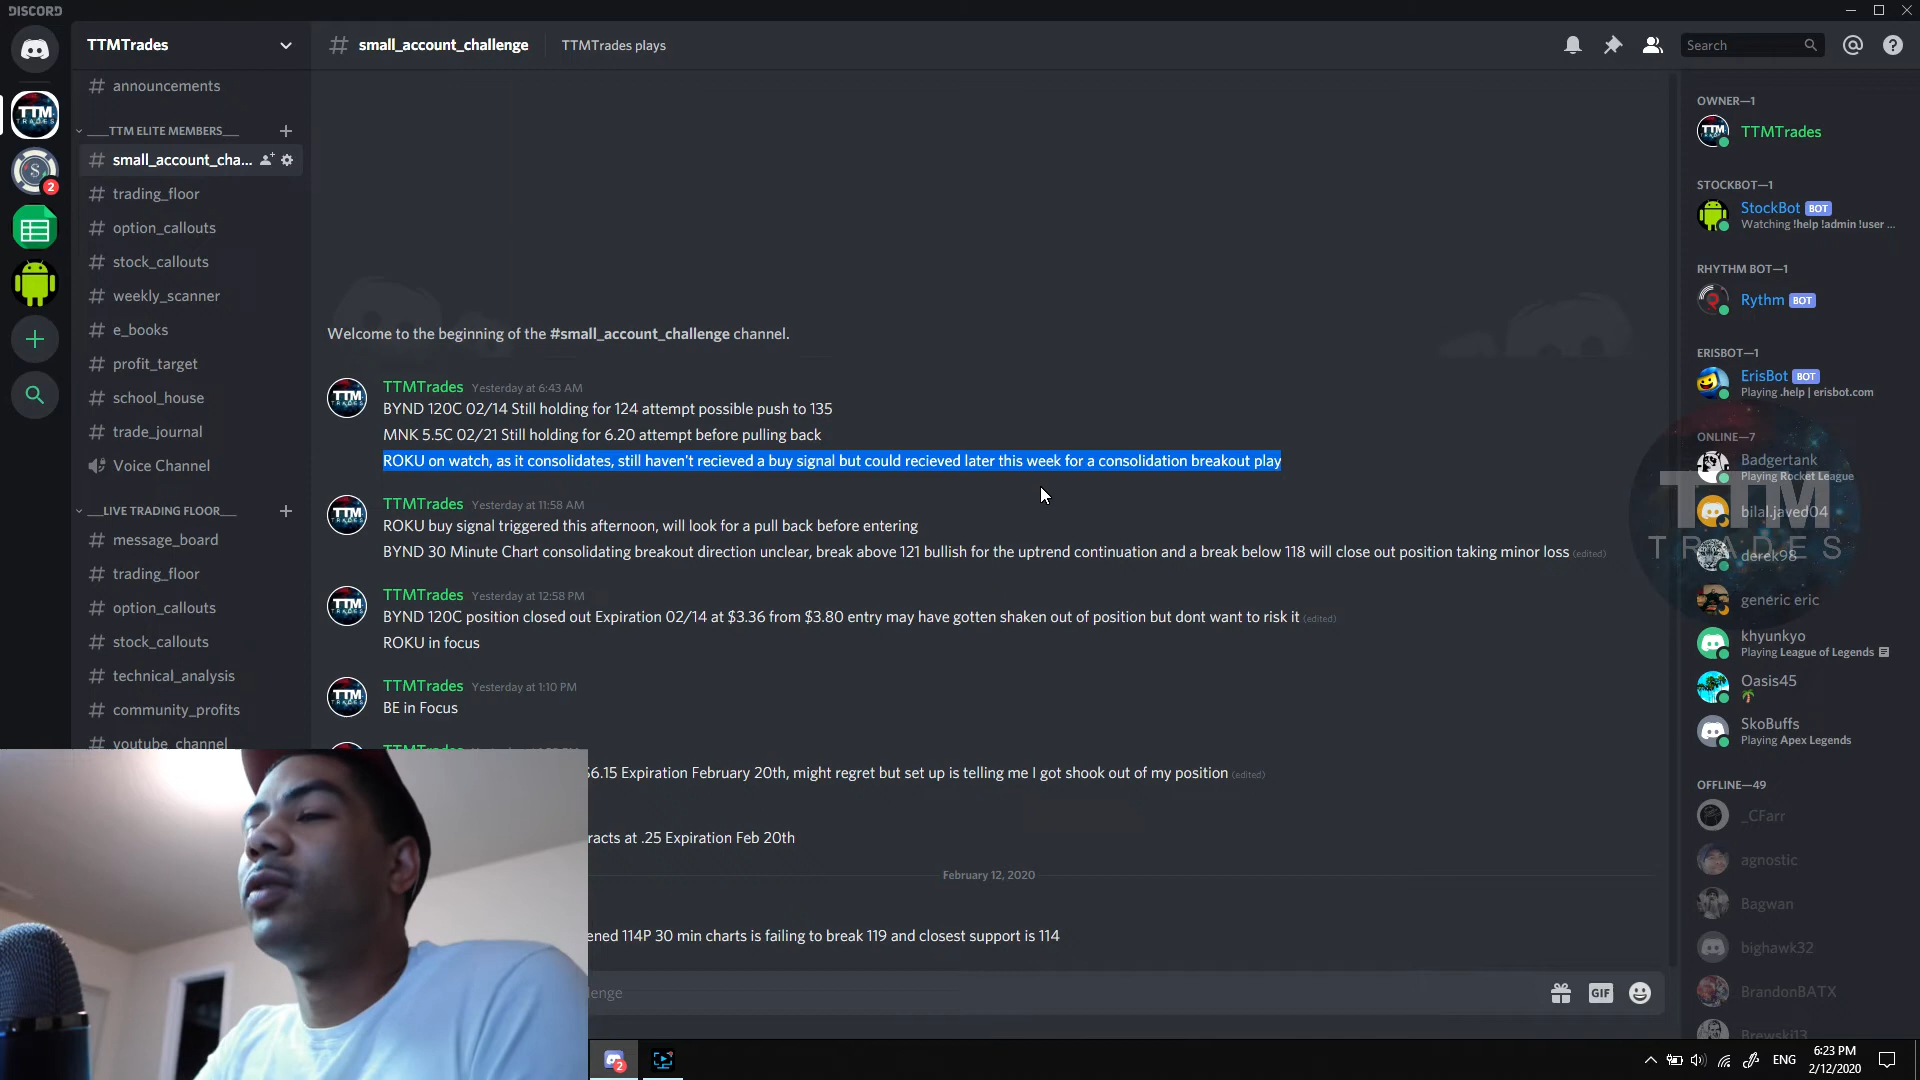 DISCORD
TTMTrades
small_account_challenge
TTMTrades plays
Search
announcements
___TTM ELITE MEMBERS___
small_account_cha...
trading_floor
option_callouts
stock_callouts
weekly_scanner
e_books
profit_target
school_house
trade_journal
Voice Channel
___LIVE TRADING FLOOR___
message_board
trading_floor
option_callouts
stock_callouts
technical_analysis
community_profits
youtube_channel
2
Welcome to the beginning of the #small_account_challenge channel.
TTMTrades Yesterday at 6:43 AM
BYND 120C 02/14 Still holding for 124 attempt possible push to 135
MNK 5.5C 02/21 Still holding for 6.20 attempt before pulling back
ROKU on watch, as it consolidates, still haven't recieved a buy signal but could recieved later this week for a consolidation breakout play
TTMTrades Yesterday at 11:58 AM
ROKU buy signal triggered this afternoon, will look for a pull back before entering
BYND 30 Minute Chart consolidating breakout direction unclear, break above 121 bullish for the uptrend continuation and a break below 118 will close out position taking minor loss (edited)
TTMTrades Yesterday at 12:58 PM
BYND 120C position closed out Expiration 02/14 at $3.36 from $3.80 entry may have gotten shaken out of position but dont want to risk it (edited)
ROKU in focus
TTMTrades Yesterday at 1:10 PM
BE in Focus
TTMTrades
$6.15 Expiration February 20th, might regret but set up is telling me I got shook out of my position (edited)
racts at .25 Expiration Feb 20th
February 12, 2020
ened 114P 30 min charts is failing to break 119 and closest support is 114
lenge
GIF
OWNER—1
TTMTrades
STOCKBOT—1
StockBot BOT
Watching !help !admin !user ...
RHYTHM BOT—1
Rythm BOT
ERISBOT—1
ErisBot BOT
Playing .help | erisbot.com
ONLINE—7
Badgertank
Playing Rocket League
bilal.javed04
derek98
generic eric
khyunkyo
Playing League of Legends
Oasis45
SkoBuffs
Playing Apex Legends
OFFLINE—49
_CFarr
agnostic
Bagwan
bighawk32
BrandonBATX
Brewski13
TTM
TRADES
2
ENG
6:23 PM
2/12/2020